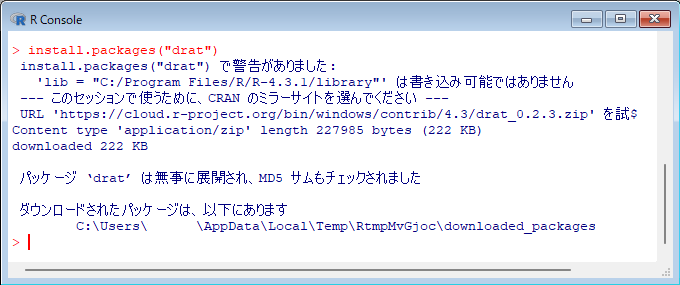 R Console
> install.packages("drat")
install.packages("drat") で警告がありました:
'lib = "C:/Program Files/R/R-4.3.1/library"' は書き込み可能ではありません
--- このセッションで使うために、CRAN のミラーサイトを選んでください ---
URL 'https://cloud.r-project.org/bin/windows/contrib/4.3/drat_0.2.3.zip' を試$
Content type 'application/zip' length 227985 bytes (222 KB)
downloaded 222 KB
パッケージ ‘drat’ は無事に展開され、MD5 サムもチェックされました
ダウンロードされたパッケージは、以下にあります
C:\Users\ \AppData\Local\Temp\RtmpMvGjoc\downloaded_packages
>